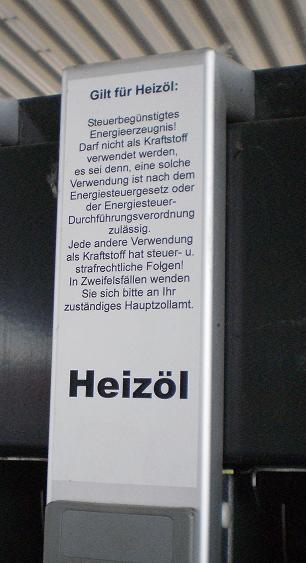 Gilt für Heizöl:
Steuerbegünstigtes
Energieerzeugnis!
Darf nicht als Kraftstoff
verwendet werden,
es sei denn, eine solche
Verwendung ist nach dem
Energiesteuergesetz oder
der Energiesteuer-
Durchführungsverordnung
zulässig.
Jede andere Verwendung
als Kraftstoff hat steuer- u.
strafrechtliche Folgen!
In Zweifelsfällen wenden
Sie sich bitte an Ihr
zuständiges Hauptzollamt.
Heizöl